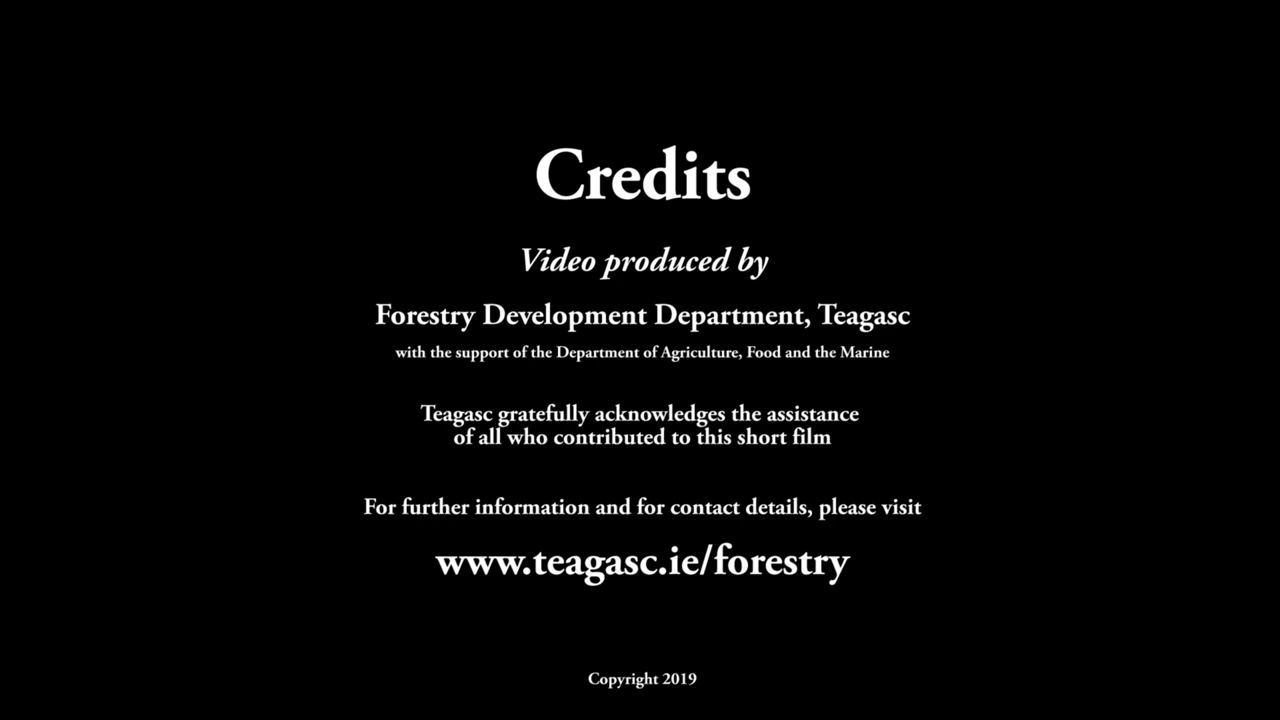 Credits
Video produced by
Forestry Development Department, Teagasc
with the support of the Department of Agriculture, Food and the Marine
Teagasc gratefully acknowledges the assistance
of all who contributed to this short film
For further information and for contact details, please visit
www.teagasc.ie/forestry
Copyright 2019